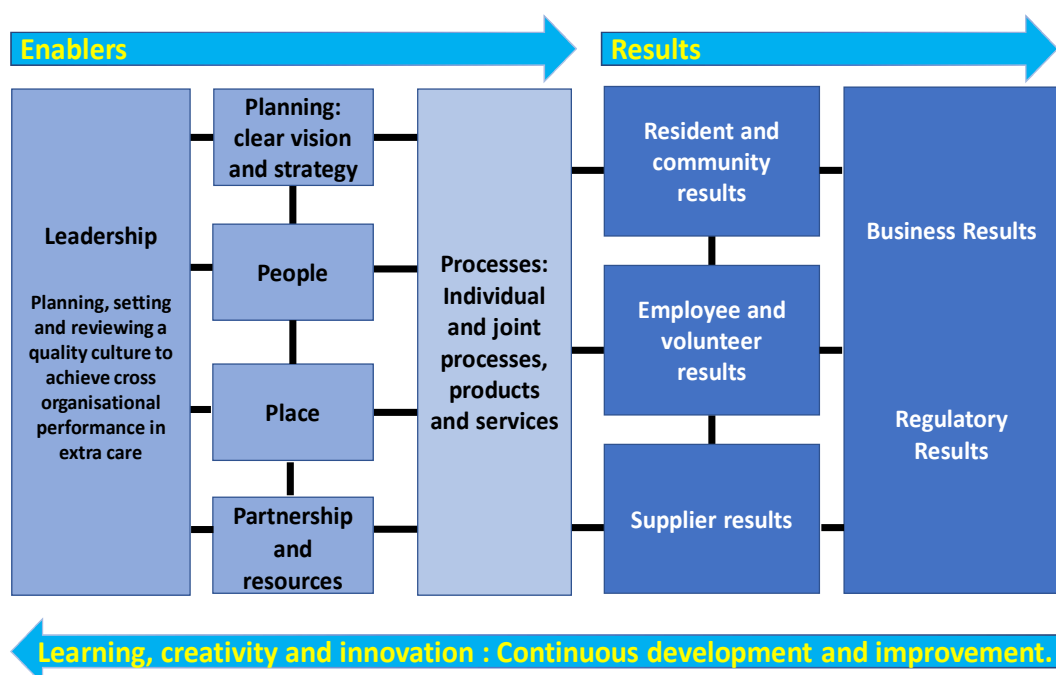 Enablers
Results
Leadership
Planning, setting
and reviewing a
quality culture to
achieve cross
organisational
performance in
extra care
Planning:
clear vision
and strategy
People
Place
Partnership
and
resources
Processes:
Individual
and joint
processes,
products
and services
Resident and
community
results
Employee and
volunteer
results
Supplier results
Business Results
Regulatory
Results
Learning, creativity and innovation : Continuous development and improvement.